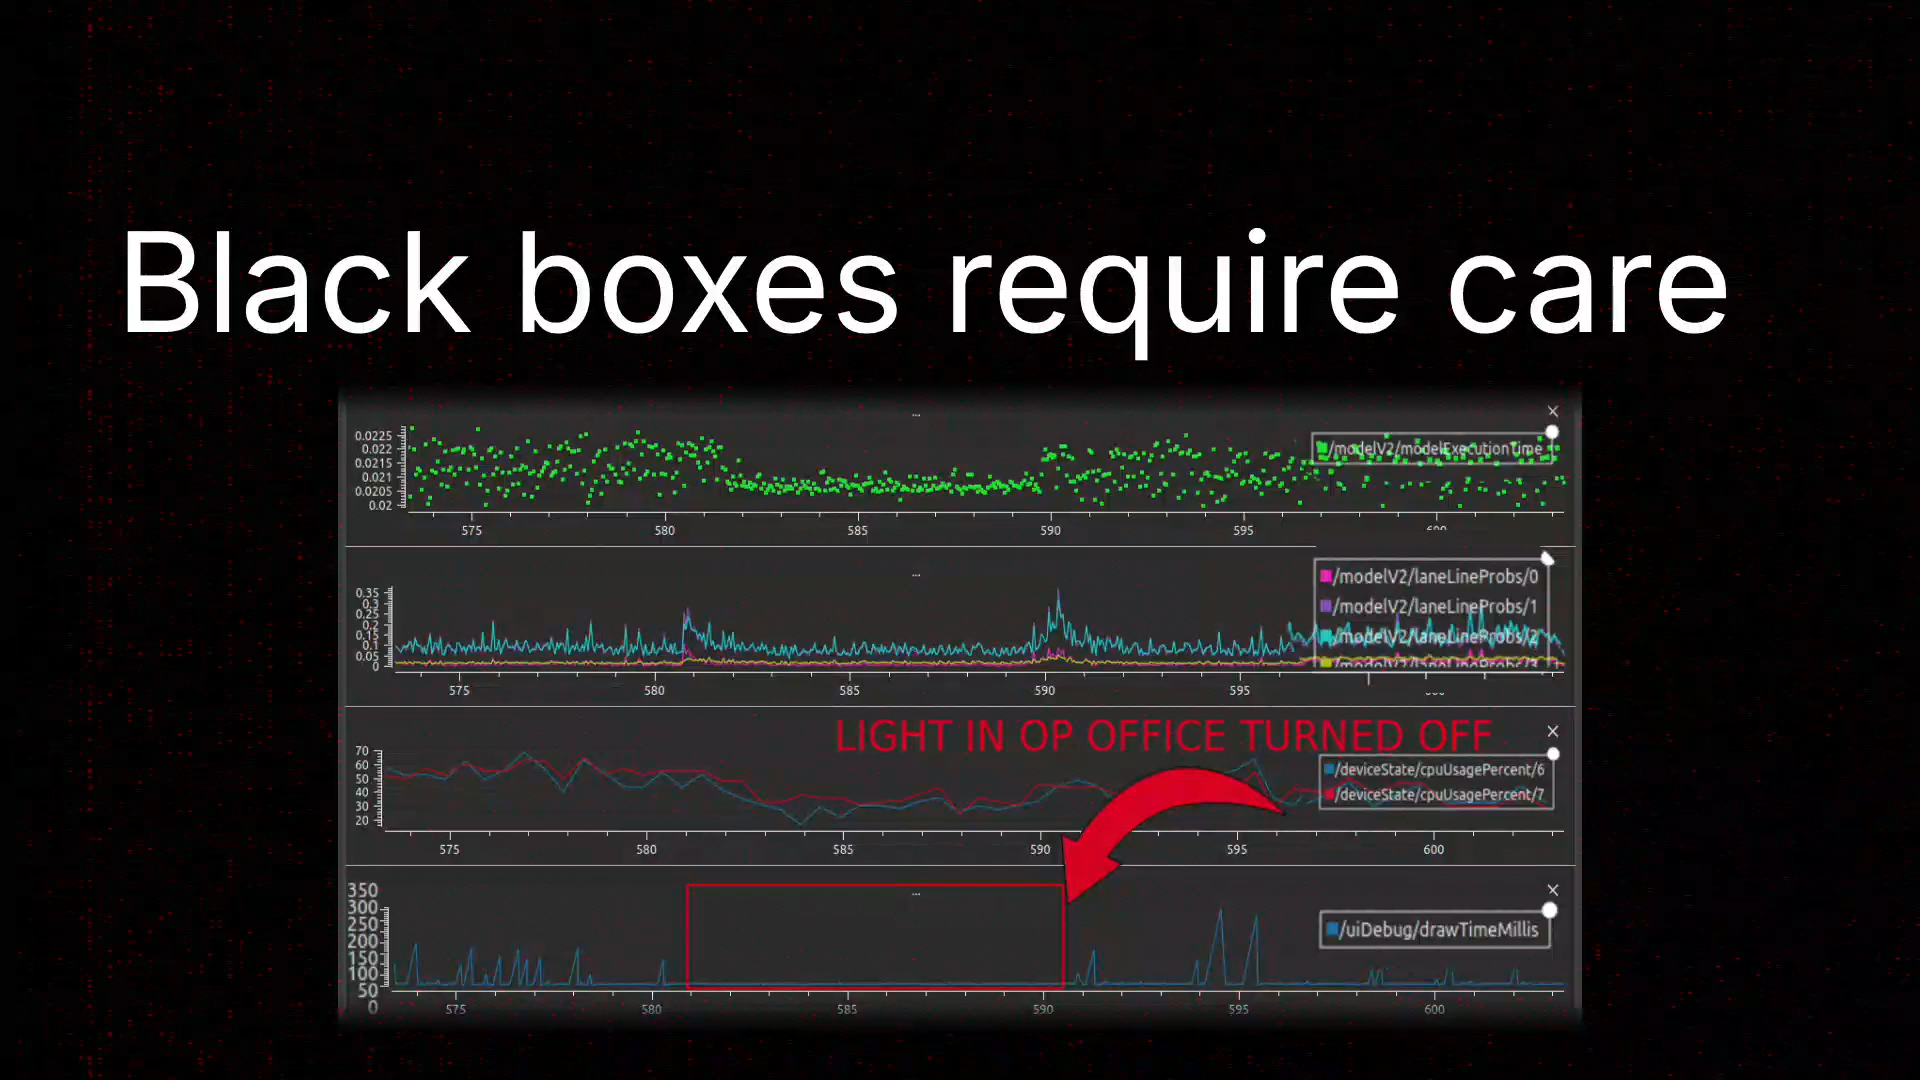 Black boxes require care
...
0.0225
0.022
0.0215
0.021
0.0205
0.02
/modelV2/modelExecutionTime
575 580 585 590 595
...
0.35
0.3
0.2
0.15
0.1
0.05
0
/modelV2/laneLineProbs/0
/modelV2/laneLineProbs/1
/modelV2/laneLineProbs/2
/modelV2/laneLineProbs/3
575 580 585 590 595
LIGHT IN OP OFFICE TURNED OFF
70
60
50
40
30
20
/deviceState/cpuUsagePercent/6
/deviceState/cpuUsagePercent/7
575 580 585 590 595 600
...
350
300
250
200
150
100
50
0
/uiDebug/drawTimeMillis
575 580 585 590 595 600